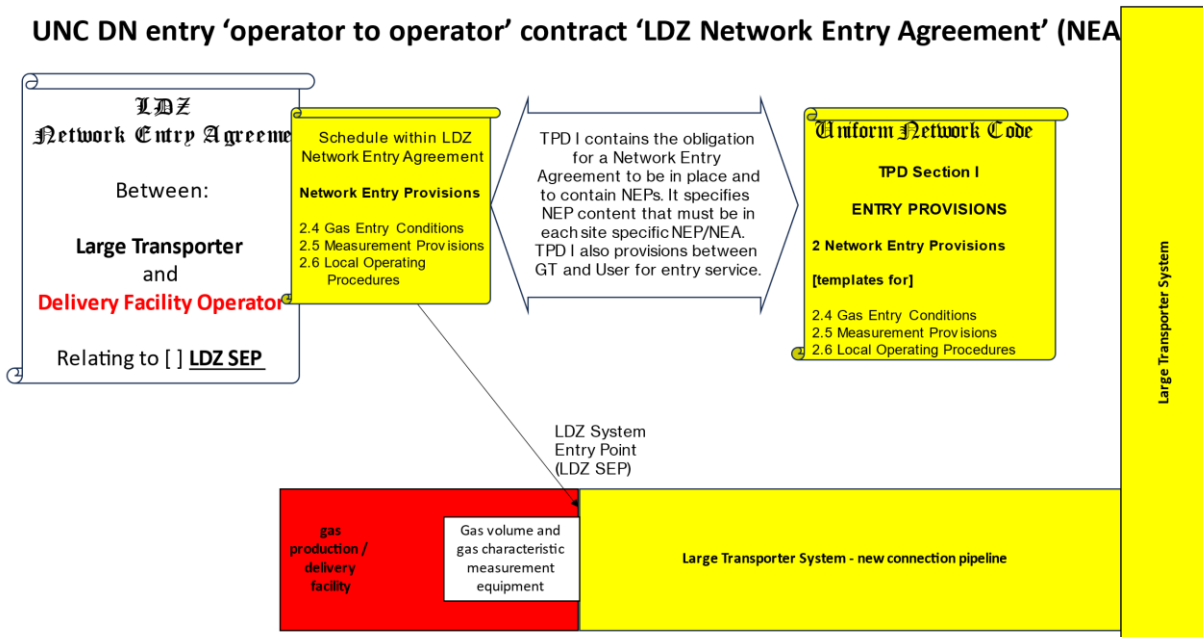 UNC DN entry ‘operator to operator’ contract ‘LDZ Network Entry Agreement’ (NEA
LDZ
Network Entry Agreeme
Between:
Large Transporter
and
Delivery Facility Operator
Relating to [ ] LDZ SEP
Schedule within LDZ
Network Entry Agreement
Network Entry Provisions
2.4 Gas Entry Conditions
2.5 Measurement Provisions
2.6 Local Operating
Procedures
TPD I contains the obligation
for a Network Entry
Agreement to be in place and
to contain NEPs. It specifies
NEP content that must be in
each site specific NEP/NEA.
TPD I also provisions between
GT and User for entry service.
Uniform Network Code
TPD Section I
ENTRY PROVISIONS
2 Network Entry Provisions
[templates for]
2.4 Gas Entry Conditions
2.5 Measurement Provisions
2.6 Local Operating Procedures
Large Transporter System
LDZ System
Entry Point
(LDZ SEP)
gas
production /
delivery
facility
Gas volume and
gas characteristic
measurement
equipment
Large Transporter System - new connection pipeline